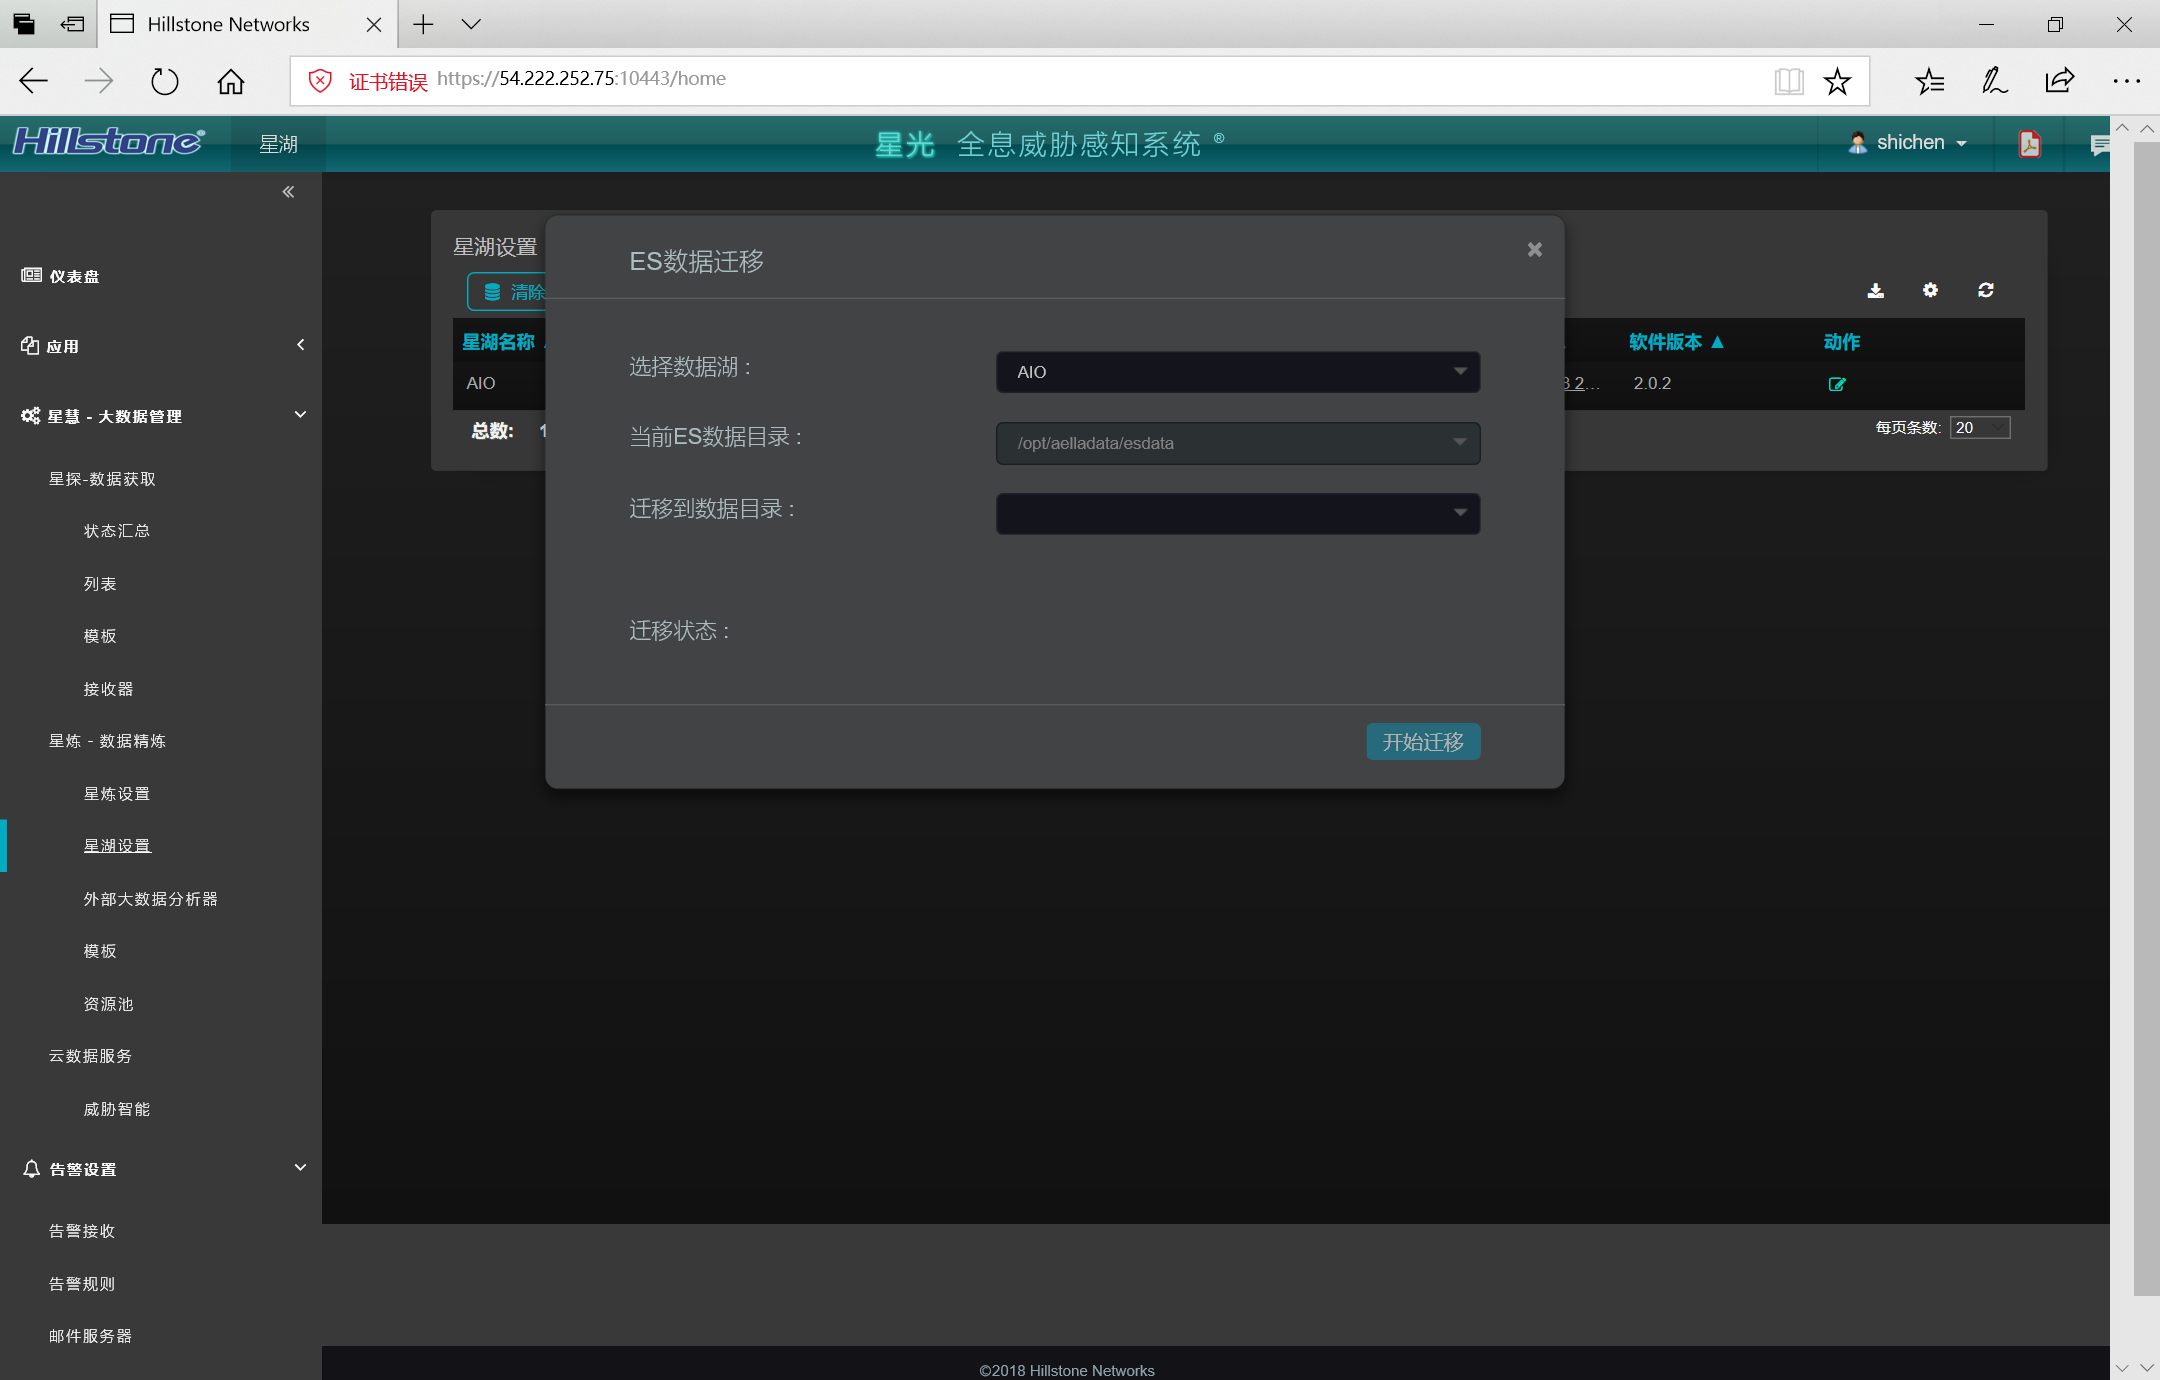 Hillstone Networks
证书错误 https://54.222.252.75:10443/home
Hillstone®
星湖
星光 全息威胁感知系统 ®
shichen
仪表盘
应用
星慧 - 大数据管理
星探-数据获取
状态汇总
列表
模板
接收器
星炼 - 数据精炼
星炼设置
星湖设置
外部大数据分析器
模板
资源池
云数据服务
威胁智能
告警设置
告警接收
告警规则
邮件服务器
星湖设置
清除
星湖名称
软件版本 ▲
动作
AIO
2...
2.0.2
总数: 1
每页条数: 20
ES数据迁移
选择数据湖 :
AIO
当前ES数据目录 :
/opt/aelladata/esdata
迁移到数据目录 :
迁移状态 :
开始迁移
©2018 Hillstone Networks